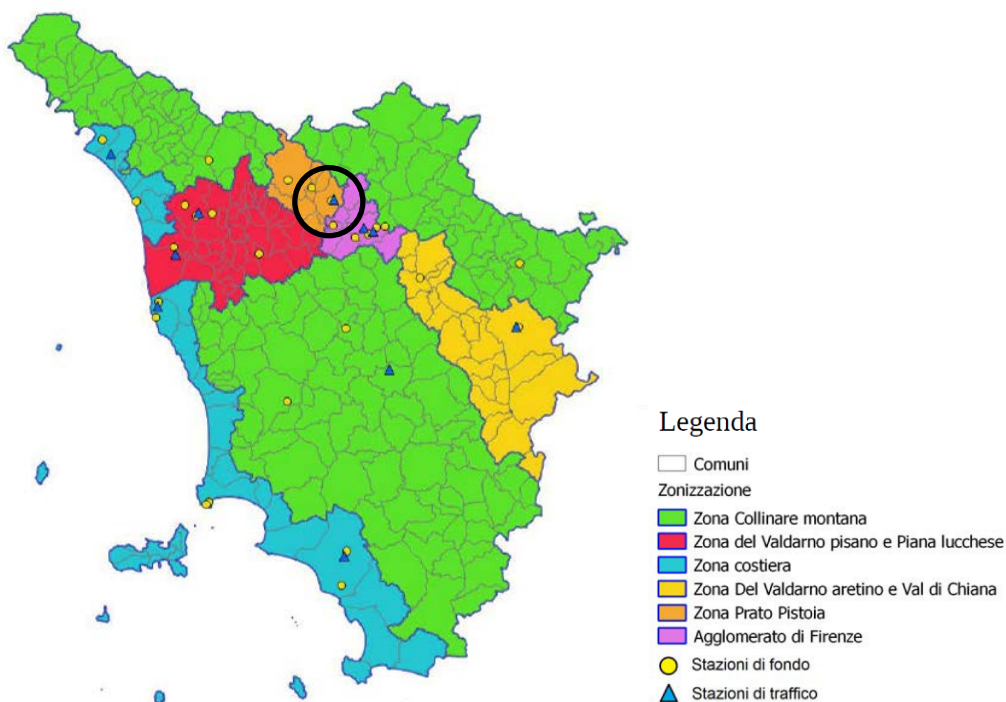 Legenda
Comuni
Zonizzazione
Zona Collinare montana
Zona del Valdarno pisano e Piana lucchese
Zona costiera
Zona Del Valdarno aretino e Val di Chiana
Zona Prato Pistoia
Agglomerato di Firenze
Stazioni di fondo
Stazioni di traffico